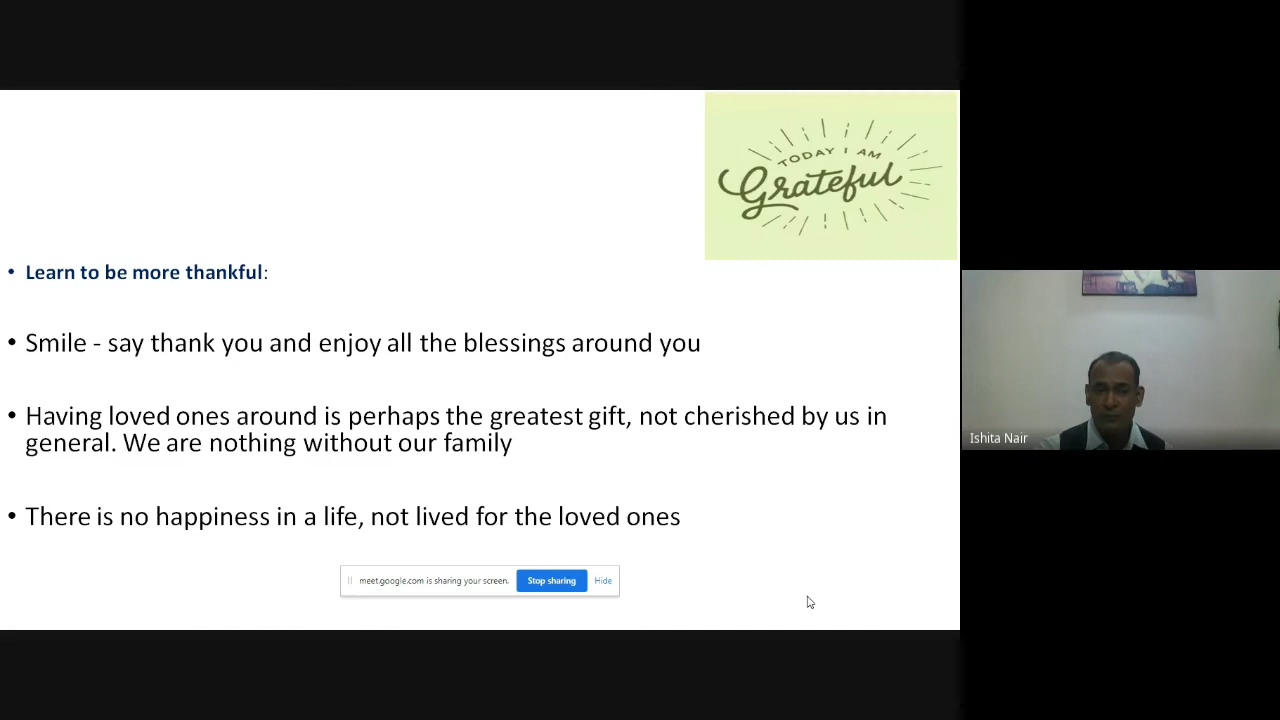 TODAY I AM
Grateful
• Learn to be more thankful:
• Smile - say thank you and enjoy all the blessings around you
• Having loved ones around is perhaps the greatest gift, not cherished by us in
general. We are nothing without our family
• There is no happiness in a life, not lived for the loved ones
meet.google.com is sharing your screen. Stop sharing Hide
Ishita Nair